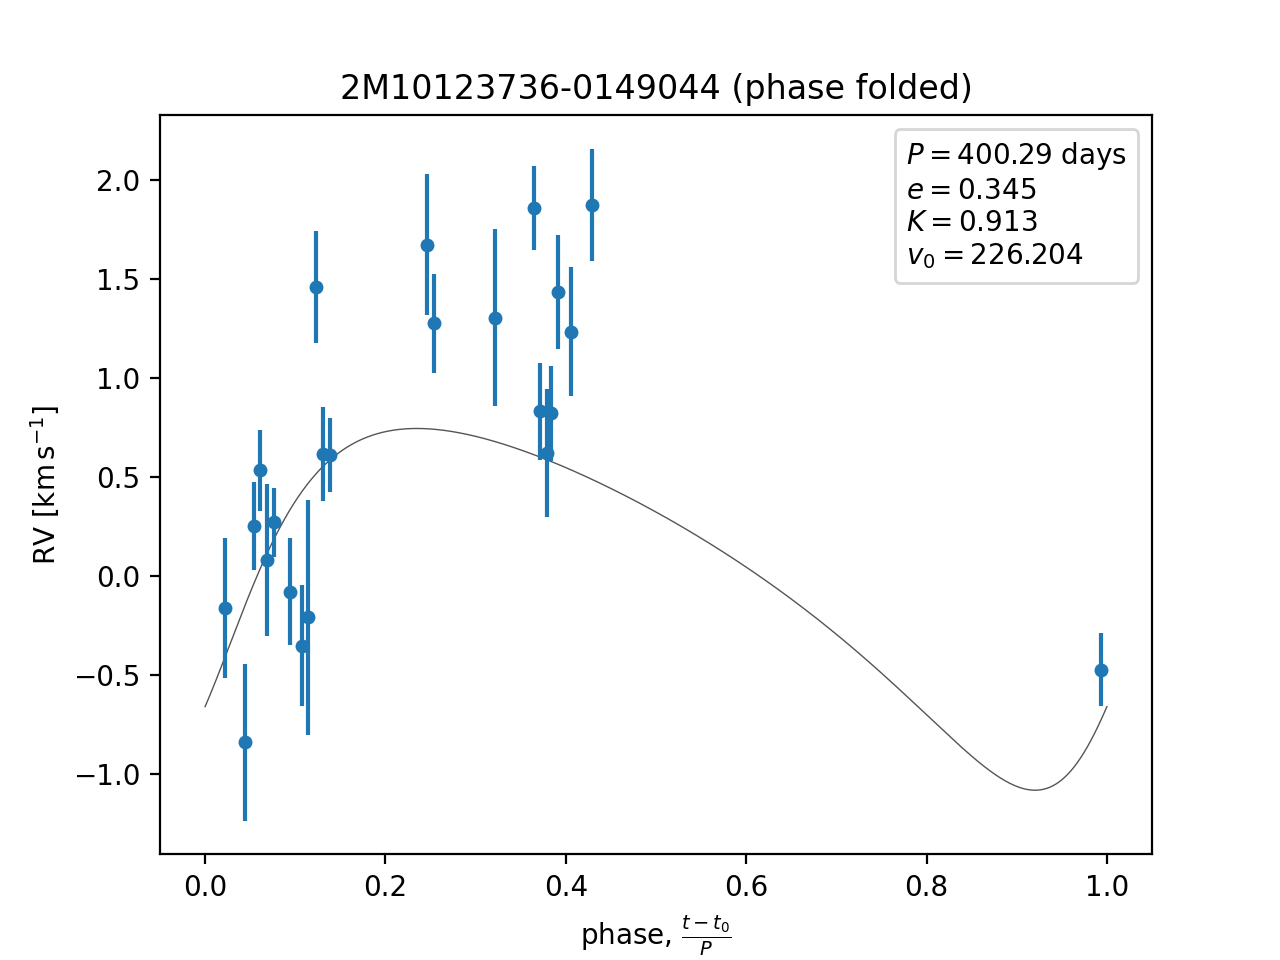 2M10123736-0149044 (phase folded)
P = 400.29 days
e = 0.345
K = 0.913
v₀ = 226.204
RV [km s⁻¹]
2.0
1.5
1.0
0.5
0.0
−0.5
−1.0
0.0 0.2 0.4 0.6 0.8 1.0
phase, (t − t₀)/P